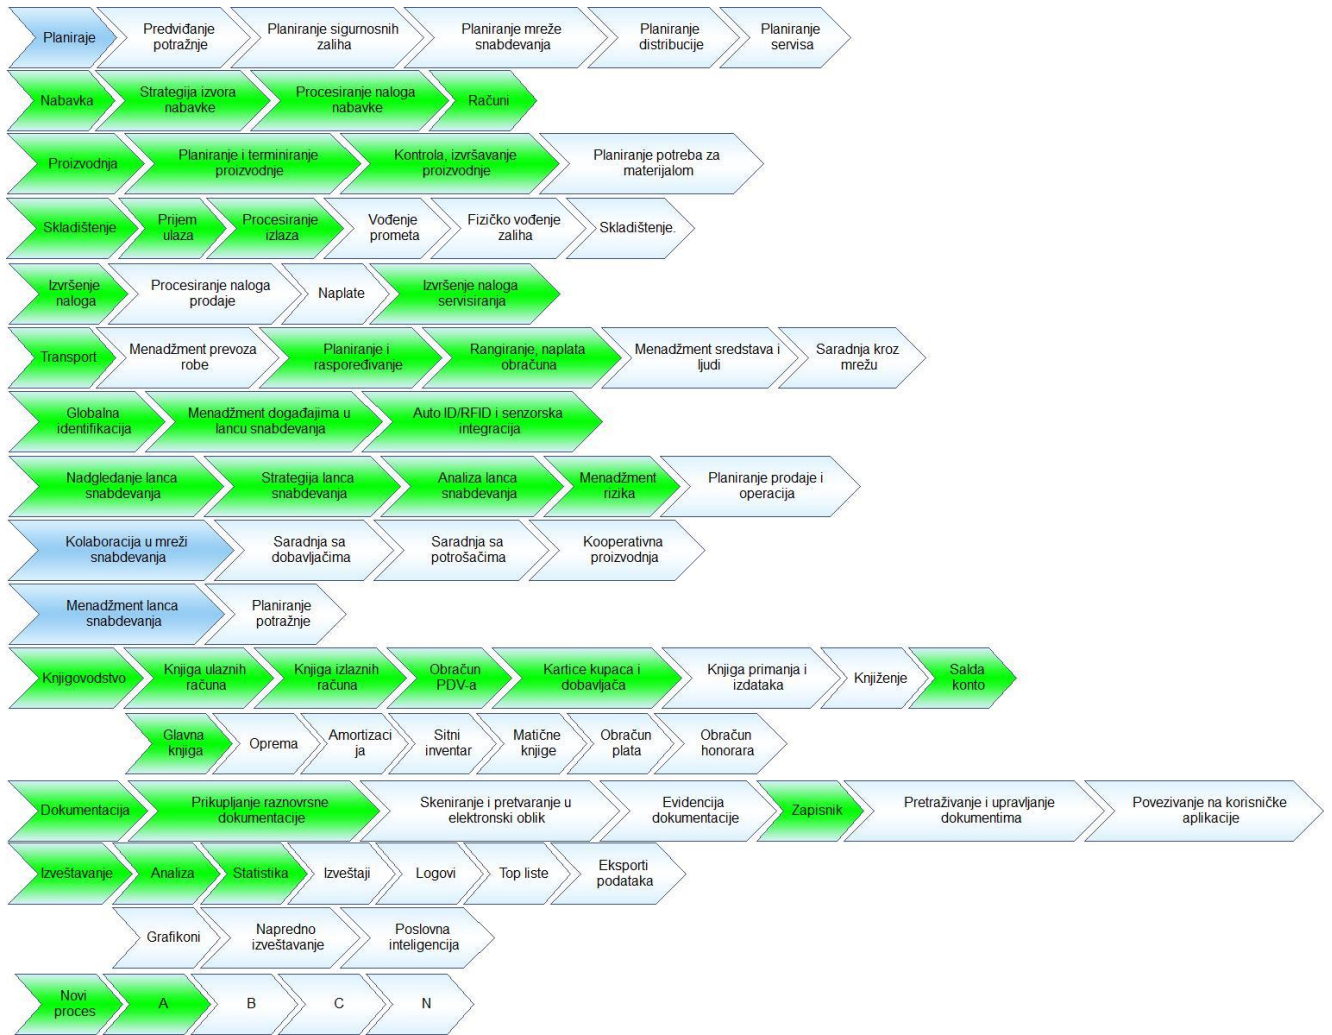 Planiraje
Predviđanje
potražnje
Planiranje sigurnosnih
zaliha
Planiranje mreže
snabdevanja
Planiranje
distribucije
Planiranje
servisa
Nabavka
Strategija izvora
nabavke
Procesiranje naloga
nabavke
Računi
Proizvodnja
Planiranje i terminiranje
proizvodnje
Kontrola, izvršavanje
proizvodnje
Planiranje potreba za
materijalom
Skladištenje
Prijem
ulaza
Procesiranje
izlaza
Vođenje
prometa
Fizičko vođenje
zaliha
Skladištenje.
Izvršenje
naloga
Procesiranje naloga
prodaje
Naplate
Izvršenje naloga
servisiranja
Transport
Menadžment prevoza
robe
Planiranje i
raspoređivanje
Rangiranje, naplata
obračuna
Menadžment sredstava i
ljudi
Saradnja kroz
mrežu
Globalna
identifikacija
Menadžment događajima u
lancu snabdevanja
Auto ID/RFID i senzorska
integracija
Nadgledanje lanca
snabdevanja
Strategija lanca
snabdevanja
Analiza lanca
snabdevanja
Menadžment
rizika
Planiranje prodaje i
operacija
Kolaboracija u mreži
snabdevanja
Saradnja sa
dobavljačima
Saradnja sa
potrošačima
Kooperativna
proizvodnja
Menadžment lanca
snabdevanja
Planiranje
potražnje
Knjigovodstvo
Knjiga ulaznih
računa
Knjiga izlaznih
računa
Obračun
PDV-a
Kartice kupaca i
dobavljača
Knjiga primanja i
izdataka
Knjiženje
Salda
konto
Glavna
knjiga
Oprema
Amortizaci
ja
Sitni
inventar
Matične
knjige
Obračun
plata
Obračun
honorara
Dokumentacija
Prikupljanje raznovrsne
dokumentacije
Skeniranje i pretvaranje u
elektronski oblik
Evidencija
dokumentacije
Zapisnik
Pretraživanje i upravljanje
dokumentima
Povezivanje na korisničke
aplikacije
Izveštavanje
Analiza
Statistika
Izveštaji
Logovi
Top liste
Eksporti
podataka
Grafikoni
Napredno
izveštavanje
Poslovna
inteligencija
Novi
proces
A
B
C
N